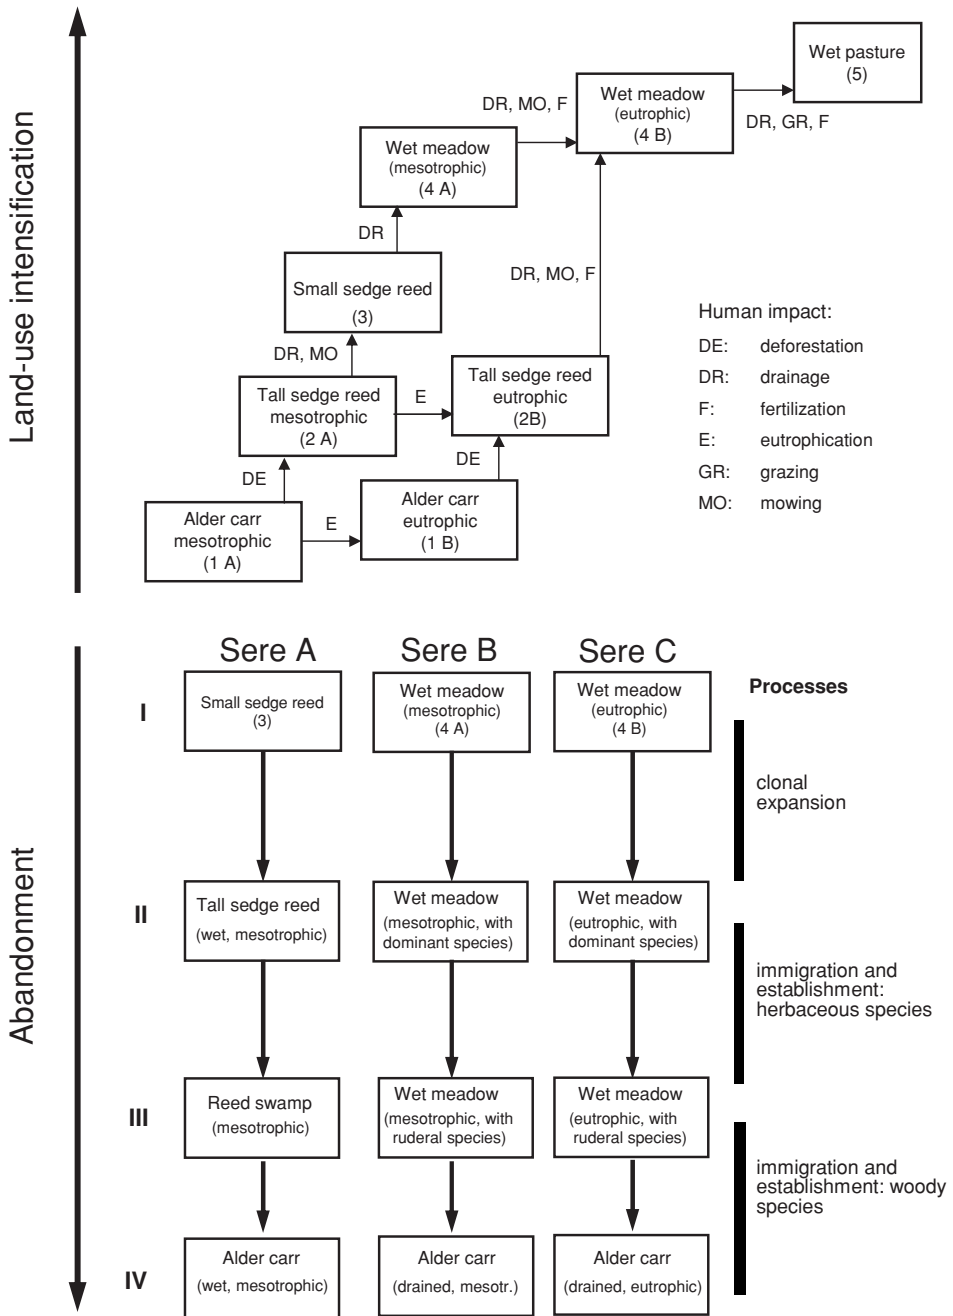 Land-use intensification
Wet pasture
(5)
Wet meadow
(eutrophic)
(4 B)
DR, MO, F
DR, GR, F
Wet meadow
(mesotrophic)
(4 A)
DR
DR, MO, F
Small sedge reed
(3)
DR, MO
Tall sedge reed
mesotrophic
(2 A)
E
Tall sedge reed
eutrophic
(2B)
DE
DE
Alder carr
mesotrophic
(1 A)
E
Alder carr
eutrophic
(1 B)
Human impact:
DE: deforestation
DR: drainage
F: fertilization
E: eutrophication
GR: grazing
MO: mowing
Abandonment
Sere A
Sere B
Sere C
Processes
I
Small sedge reed
(3)
Wet meadow
(mesotrophic)
(4 A)
Wet meadow
(eutrophic)
(4 B)
clonal
expansion
II
Tall sedge reed
(wet, mesotrophic)
Wet meadow
(mesotrophic, with
dominant species)
Wet meadow
(eutrophic, with
dominant species)
immigration and
establishment:
herbaceous species
III
Reed swamp
(mesotrophic)
Wet meadow
(mesotrophic, with
ruderal species)
Wet meadow
(eutrophic, with
ruderal species)
immigration and
establishment: woody
species
IV
Alder carr
(wet, mesotrophic)
Alder carr
(drained, mesotr.)
Alder carr
(drained, eutrophic)